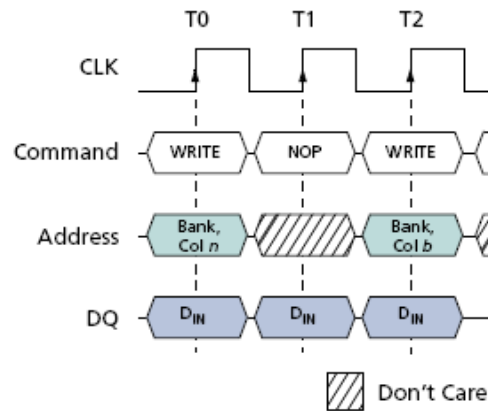 T0 T1 T2
CLK
Command WRITE NOP WRITE
Address Bank, Col n Bank, Col b
DQ DIN DIN DIN
Don't Care